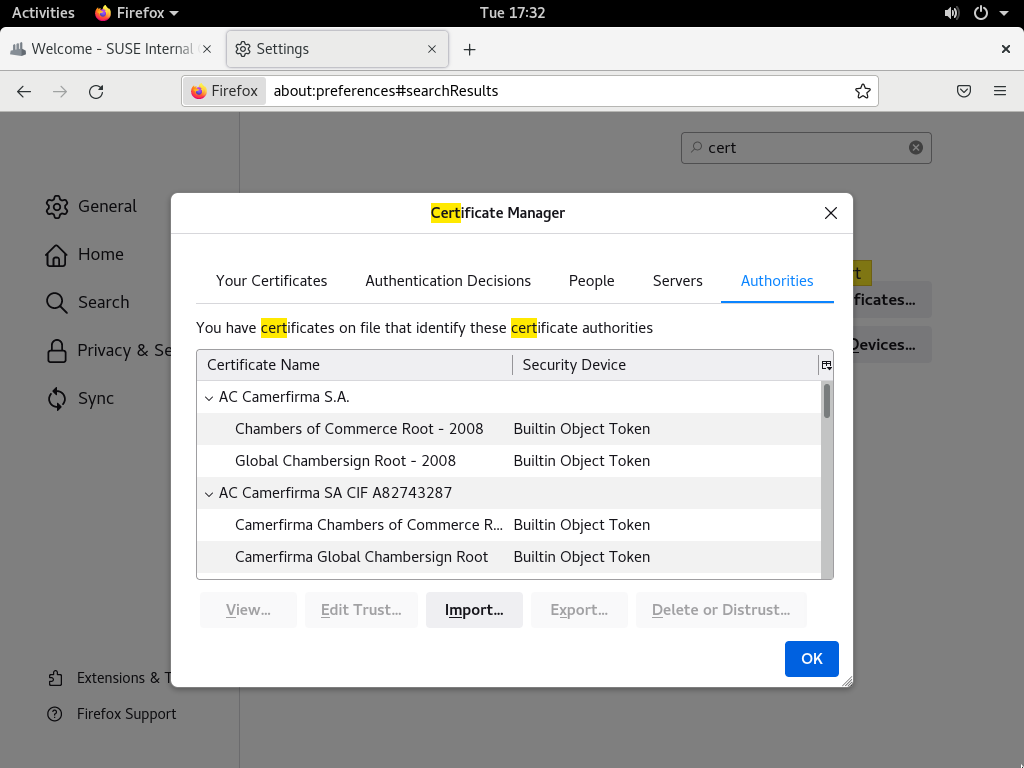 Activities Firefox Tue 17:32
Welcome - SUSE Internal Settings
Firefox about:preferences#searchResults
cert
General
Home
Search
Privacy & Se
Sync
Extensions & T
Firefox Support
rt
ficates...
Devices...
Certificate Manager
Your Certificates Authentication Decisions People Servers Authorities
You have certificates on file that identify these certificate authorities
Certificate Name Security Device
AC Camerfirma S.A.
Chambers of Commerce Root - 2008 Builtin Object Token
Global Chambersign Root - 2008 Builtin Object Token
AC Camerfirma SA CIF A82743287
Camerfirma Chambers of Commerce R... Builtin Object Token
Camerfirma Global Chambersign Root Builtin Object Token
View... Edit Trust... Import... Export... Delete or Distrust...
OK